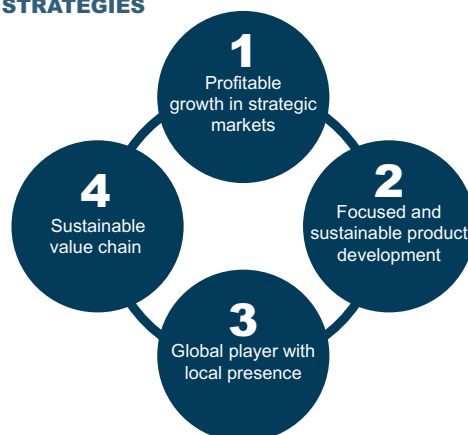 STRATEGIES
1
Profitable
growth in strategic
markets
2
Focused and
sustainable product
development
3
Global player with
local presence
4
Sustainable
value chain